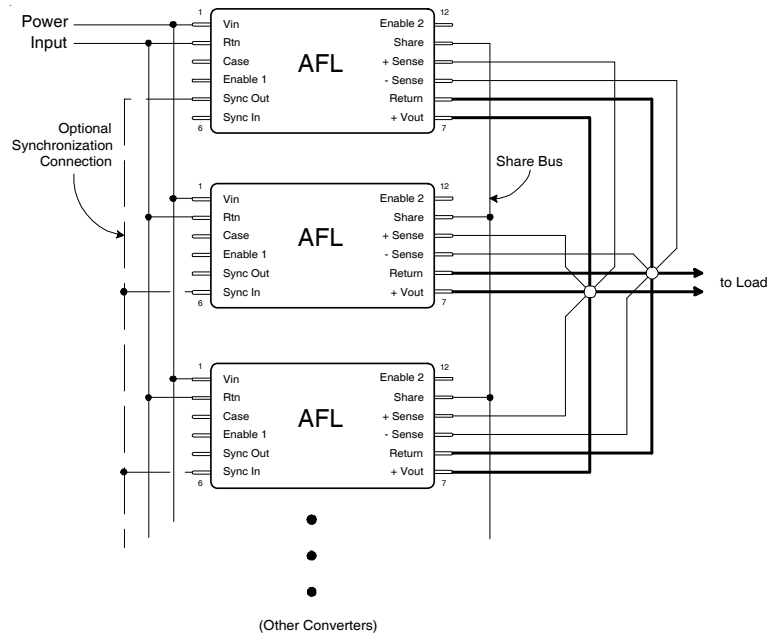 Power
Input
Optional
Synchronization
Connection
1
Vin
Rtn
Case
Enable 1
Sync Out
Sync In
6
AFL
12
Enable 2
Share
+ Sense
- Sense
Return
+ Vout
7
Share Bus
1
Vin
Rtn
Case
Enable 1
Sync Out
Sync In
6
AFL
12
Enable 2
Share
+ Sense
- Sense
Return
+ Vout
7
to Load
1
Vin
Rtn
Case
Enable 1
Sync Out
Sync In
6
AFL
12
Enable 2
Share
+ Sense
- Sense
Return
+ Vout
7
(Other Converters)